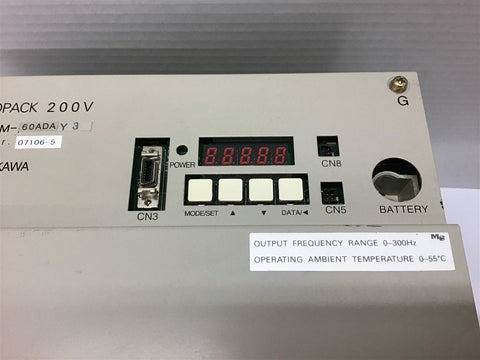 OPACK 200V
M-60ADAY3
r. 07106-5
KAWA
POWER
88888
CN3
MODE/SET ▲ ▼ DATA/◄
CN8
CN5
G
BATTERY
OUTPUT FREQUENCY RANGE 0-300Hz
OPERATING AMBIENT TEMPERATURE 0-55°C